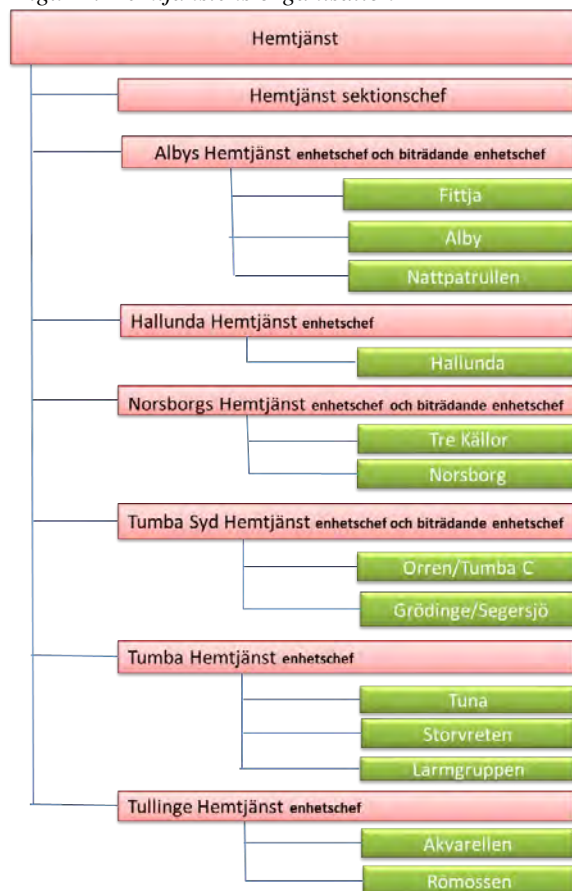 Hemtjänst
Hemtjänst sektionschef
Albys Hemtjänst enhetschef och biträdande enhetschef
Fittja
Alby
Nattpatrullen
Hallunda Hemtjänst enhetschef
Hallunda
Norsborgs Hemtjänst enhetschef och biträdande enhetschef
Tre Källor
Norsborg
Tumba Syd Hemtjänst enhetschef och biträdande enhetschef
Orren/Tumba C
Grödinge/Segersjö
Tumba Hemtjänst enhetschef
Tuna
Storvreten
Larmgruppen
Tullinge Hemtjänst enhetschef
Akvarellen
Römossen